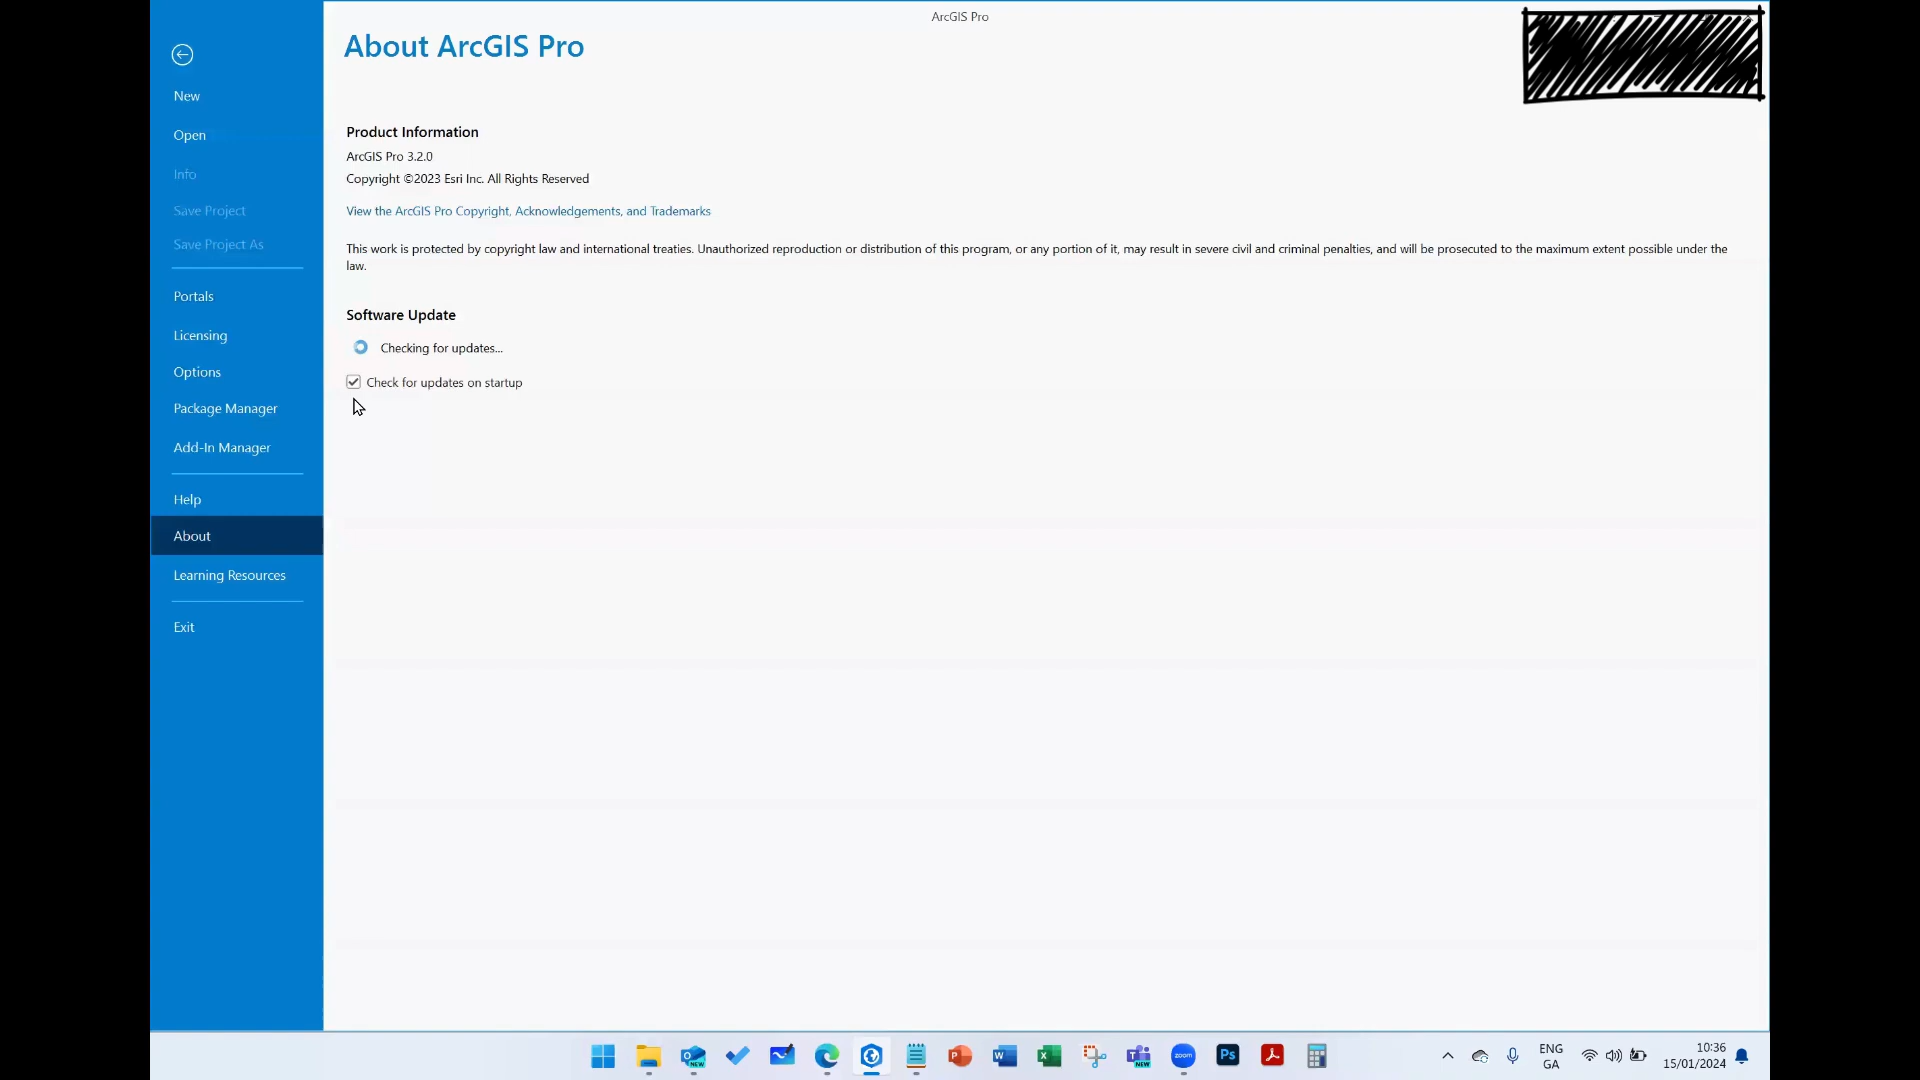 ArcGIS Pro
About ArcGIS Pro
New
Open
Info
Save Project
Save Project As
Portals
Licensing
Options
Package Manager
Add-In Manager
Help
About
Learning Resources
Exit
Product Information
ArcGIS Pro 3.2.0
Copyright ©2023 Esri Inc. All Rights Reserved
View the ArcGIS Pro Copyright, Acknowledgements, and Trademarks
This work is protected by copyright law and international treaties. Unauthorized reproduction or distribution of this program, or any portion of it, may result in severe civil and criminal penalties, and will be prosecuted to the maximum extent possible under the
law.
Software Update
Checking for updates...
Check for updates on startup
NEW
P
W
X
T
NEW
zoom
Ps
ENG
GA
10:36
15/01/2024